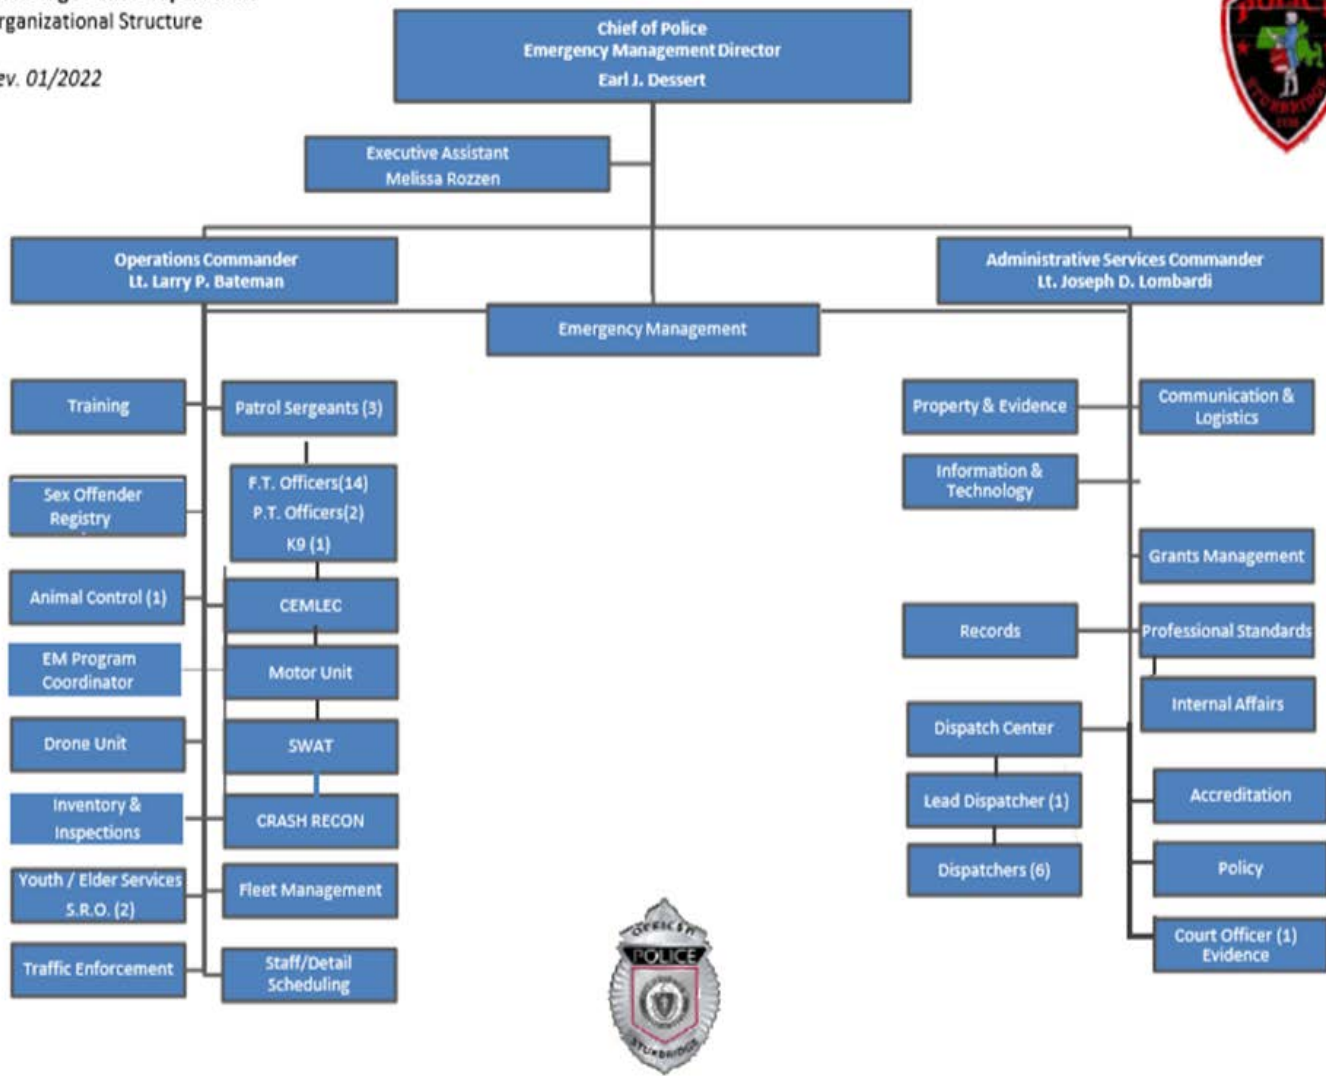 rganizational Structure
ev. 01/2022
Chief of Police
Emergency Management Director
Earl J. Dessert
POLICE
STURBRIDGE
1738
Executive Assistant
Melissa Rozzen
Operations Commander
Lt. Larry P. Bateman
Administrative Services Commander
Lt. Joseph D. Lombardi
Emergency Management
Training
Patrol Sergeants (3)
Sex Offender
Registry
F.T. Officers(14)
P.T. Officers(2)
K9 (1)
Animal Control (1)
CEMLEC
EM Program
Coordinator
Motor Unit
Drone Unit
SWAT
Inventory &
Inspections
CRASH RECON
Youth / Elder Services
S.R.O. (2)
Fleet Management
Traffic Enforcement
Staff/Detail
Scheduling
Property & Evidence
Communication &
Logistics
Information &
Technology
Grants Management
Records
Professional Standards
Internal Affairs
Dispatch Center
Lead Dispatcher (1)
Accreditation
Dispatchers (6)
Policy
Court Officer (1)
Evidence
OFFICER
POLICE
STURBRIDGE